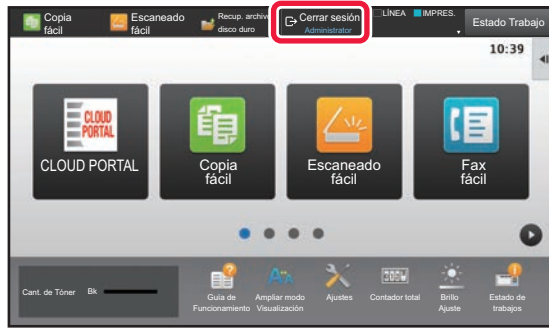 Copia
fácil
Escaneado
fácil
Recup. archiv
disco duro
Cerrar sesión
Administrator
LÍNEA
IMPRES.
Estado Trabajo
10:39
CLOUD
PORTAL
CLOUD PORTAL
Copia
fácil
Escaneado
fácil
Fax
fácil
Cant. de Tóner
Bk
Guía de
Funcionamiento
Ampliar modo
Visualización
Ajustes
Contador total
Brillo
Ajuste
Estado de
trabajos